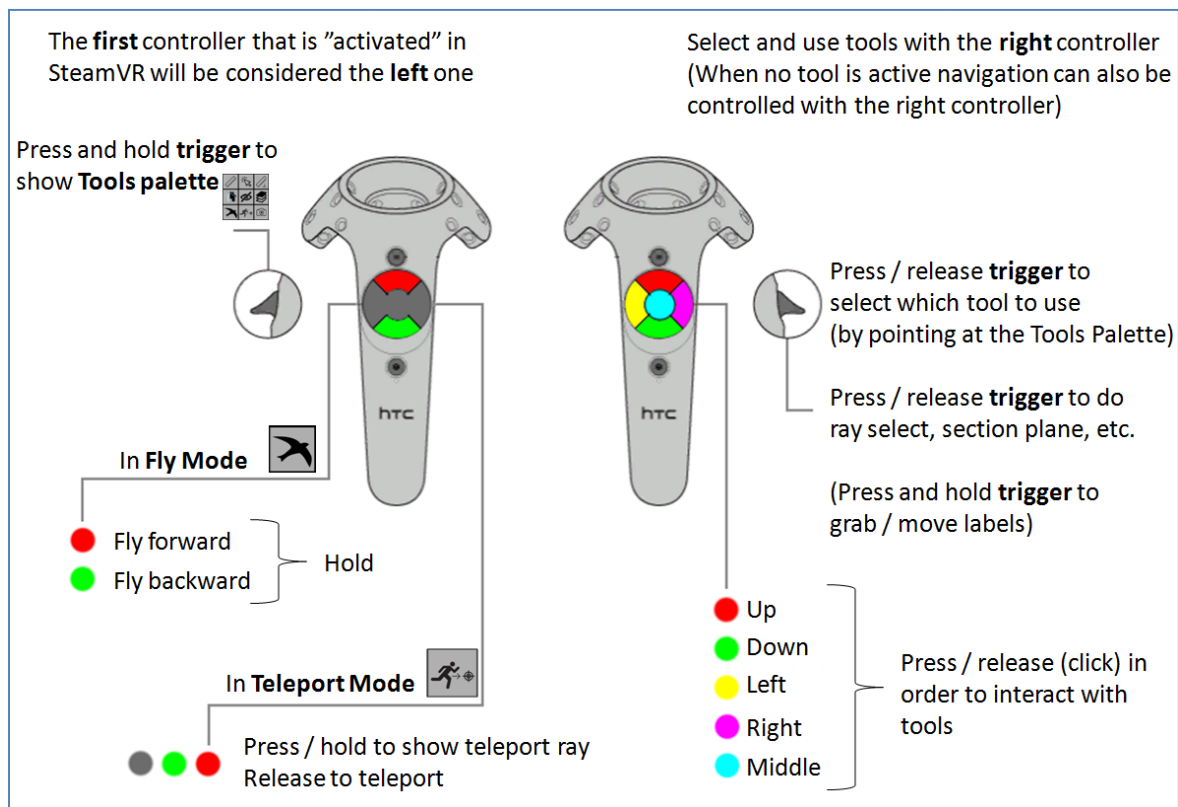 The first controller that is ”activated” in
SteamVR will be considered the left one
Select and use tools with the right controller
(When no tool is active navigation can also be
controlled with the right controller)
Press and hold trigger to
show Tools palette
Press / release trigger to
select which tool to use
(by pointing at the Tools Palette)
Press / release trigger to do
ray select, section plane, etc.
(Press and hold trigger to
grab / move labels)
hTC
hTC
In Fly Mode
Fly forward
Fly backward
Hold
In Teleport Mode
Press / hold to show teleport ray
Release to teleport
Up
Down
Left
Right
Middle
Press / release (click) in
order to interact with
tools